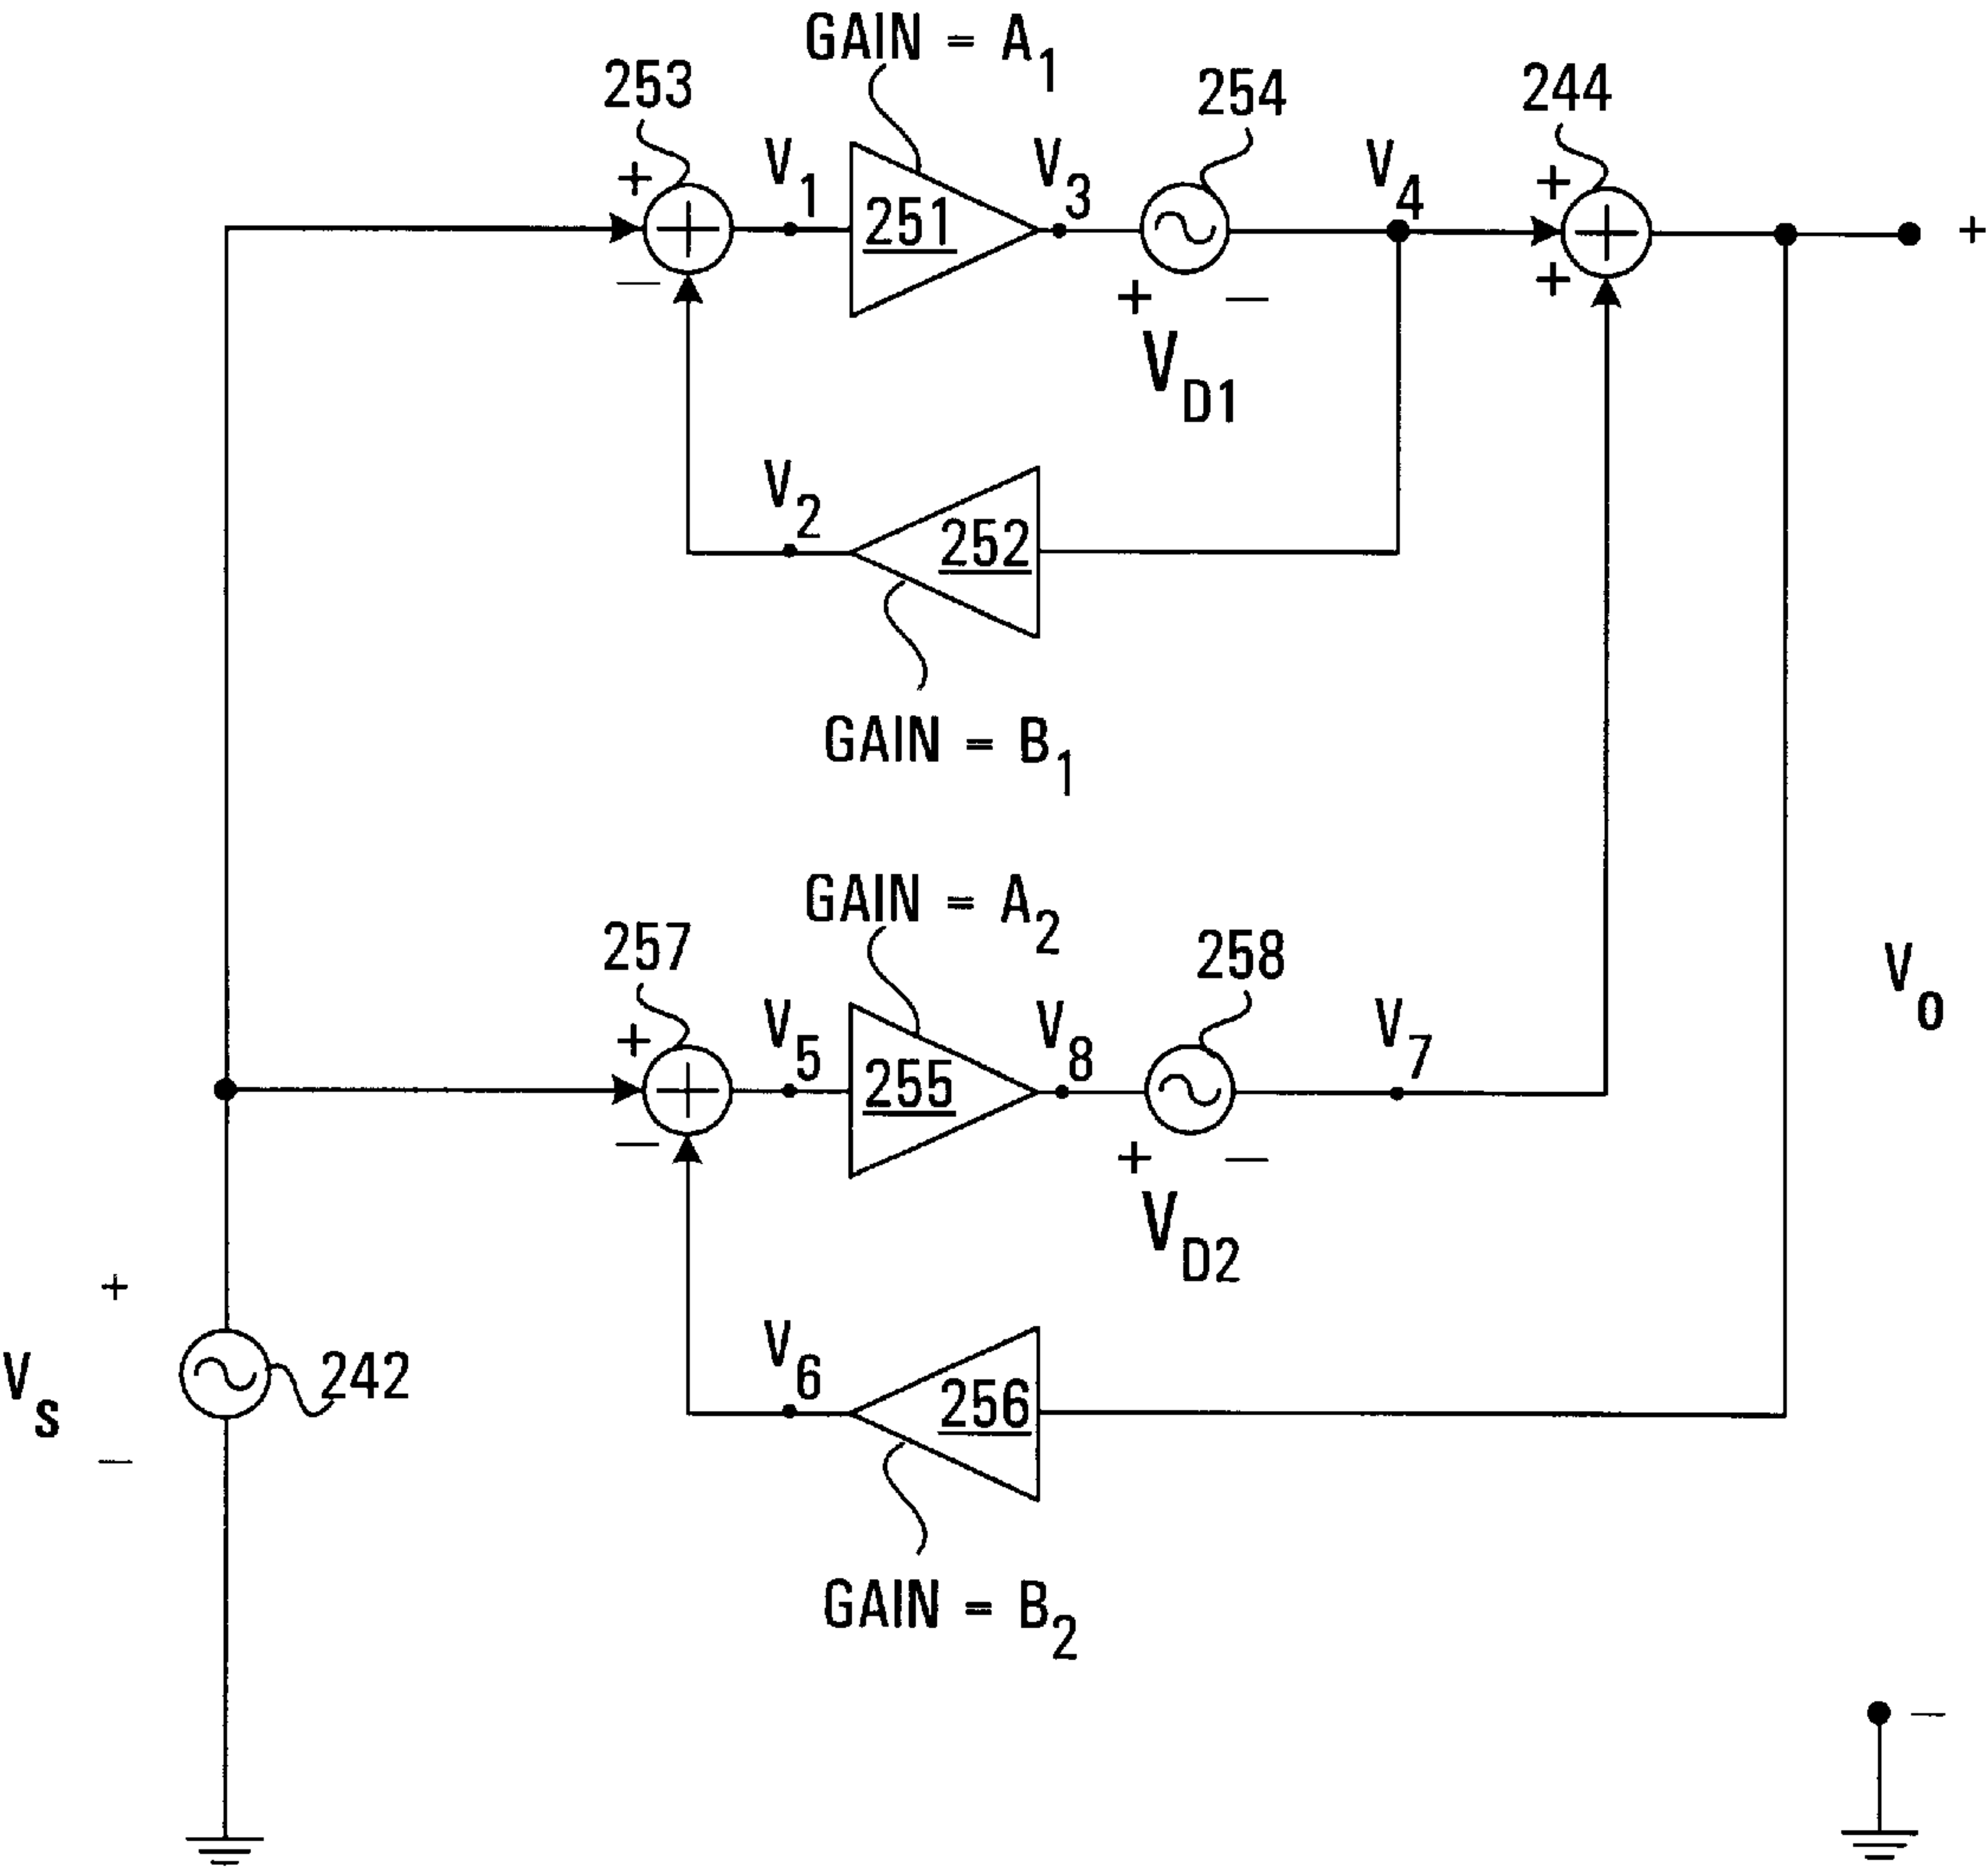 GAIN = A1
253
254
244
+
V1
V3
V4
+
251
+
+
−
+
+ −
VD1
V2
252
GAIN = B1
GAIN = A2
257
258
+
V5
V8
V7
VO
255
−
+ −
VD2
+
V6
VS
242
256
−
GAIN = B2
−